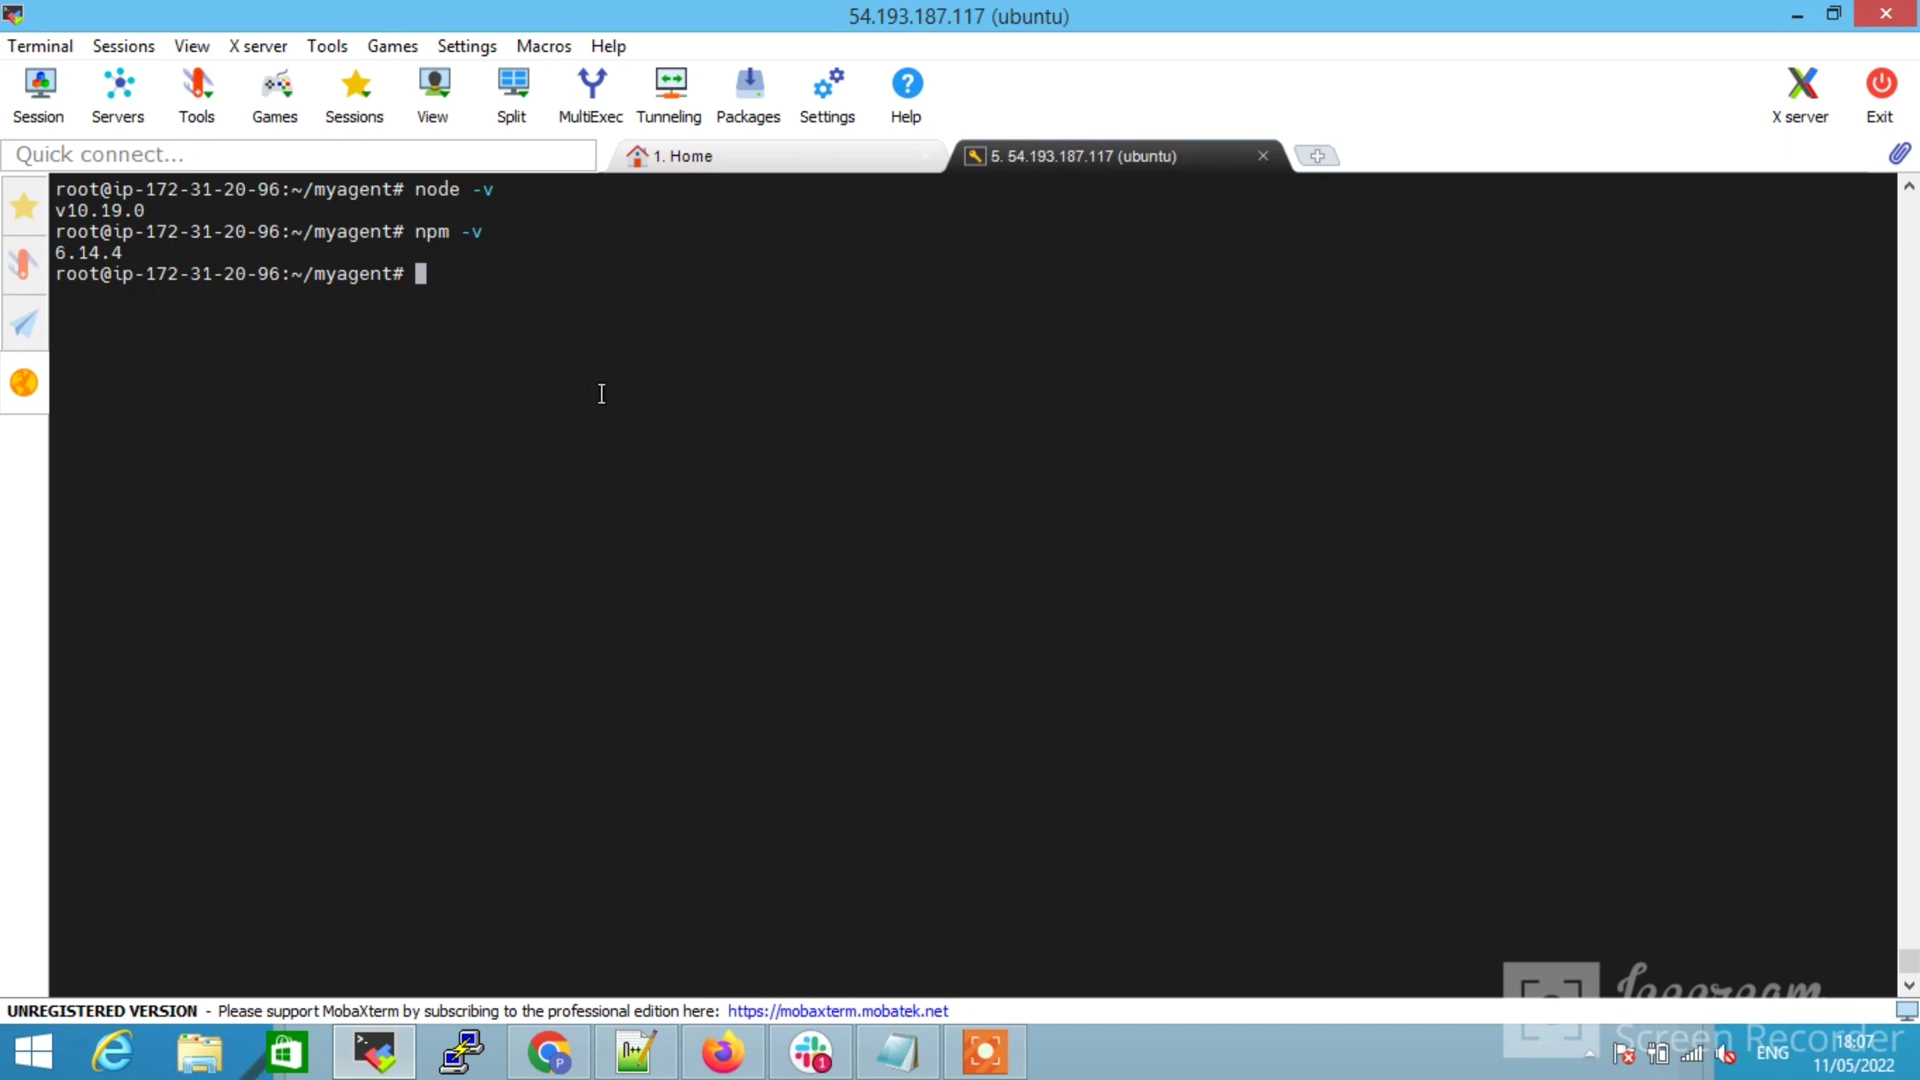 54.193.187.117 (ubuntu)
Terminal Sessions View X server Tools Games Settings Macros Help
Session Servers Tools Games Sessions View Split MultiExec Tunneling Packages Settings Help X server Exit
Quick connect...
1. Home
5. 54.193.187.117 (ubuntu)
root@ip-172-31-20-96:~/myagent# node -v
v10.19.0
root@ip-172-31-20-96:~/myagent# npm -v
6.14.4
root@ip-172-31-20-96:~/myagent#
Icecream
Screen Recorder
UNREGISTERED VERSION - Please support MobaXterm by subscribing to the professional edition here: https://mobaxterm.mobatek.net
ENG
18:07
11/05/2022